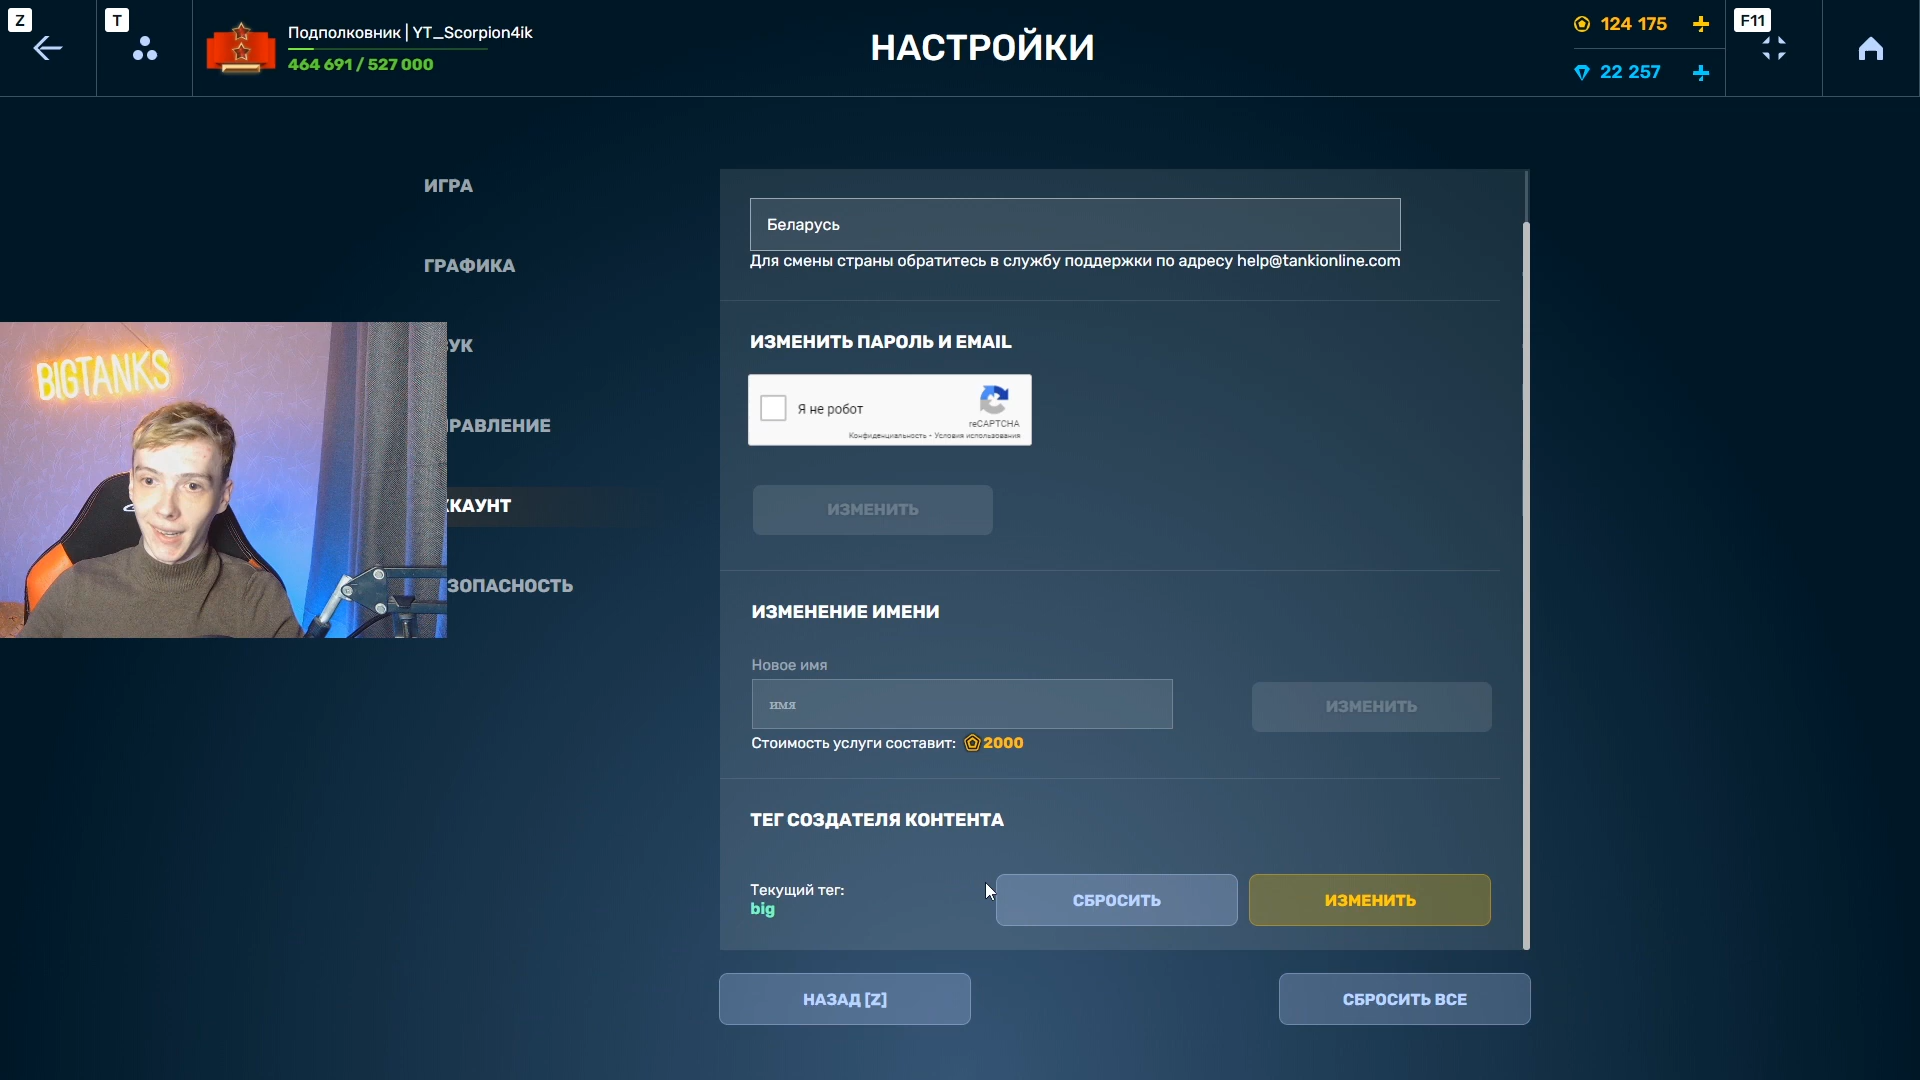 Z
T
Подполковник | YT_Scorpion4ik
464 691 / 527 000
НАСТРОЙКИ
124 175
22 257
F11
ИГРА
ГРАФИКА
УК
РАВЛЕНИЕ
КАУНТ
ЗОПАСНОСТЬ
BIGTANKS
Беларусь
Для смены страны обратитесь в службу поддержки по адресу help@tankionline.com
ИЗМЕНИТЬ ПАРОЛЬ И EMAIL
Я не робот
reCAPTCHA
Конфиденциальность - Условия использования
ИЗМЕНИТЬ
ИЗМЕНЕНИЕ ИМЕНИ
Новое имя
имя
ИЗМЕНИТЬ
Стоимость услуги составит: 2000
ТЕГ СОЗДАТЕЛЯ КОНТЕНТА
Текущий тег:
big
СБРОСИТЬ
ИЗМЕНИТЬ
НАЗАД [Z]
СБРОСИТЬ ВСЕ